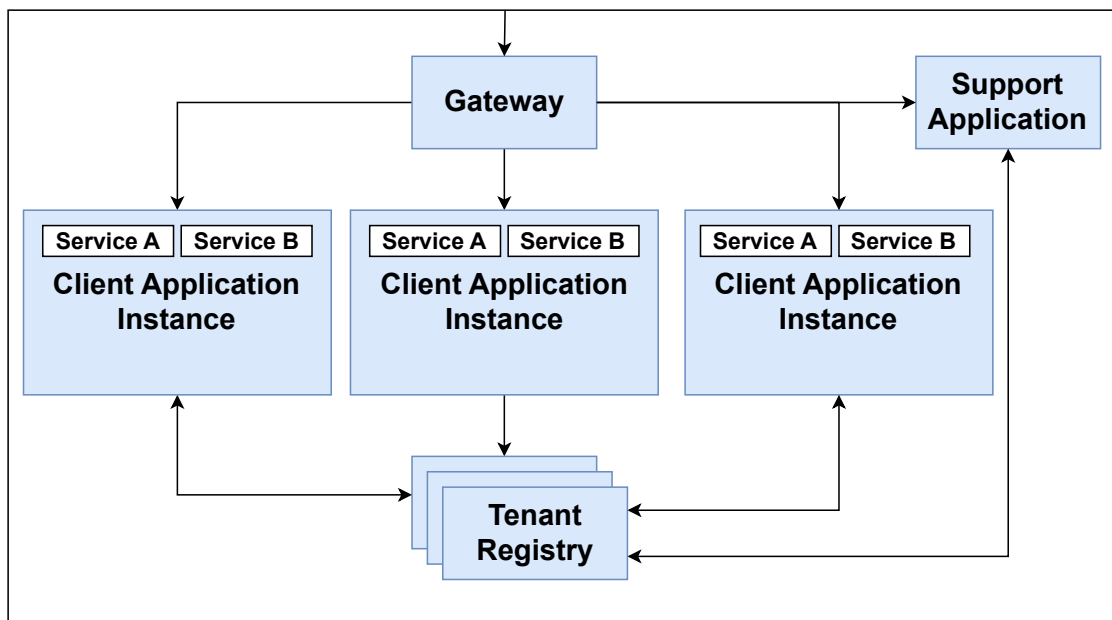 Gateway
Support
Application
Service A
Service B
Client Application
Instance
Service A
Service B
Client Application
Instance
Service A
Service B
Client Application
Instance
Tenant
Registry